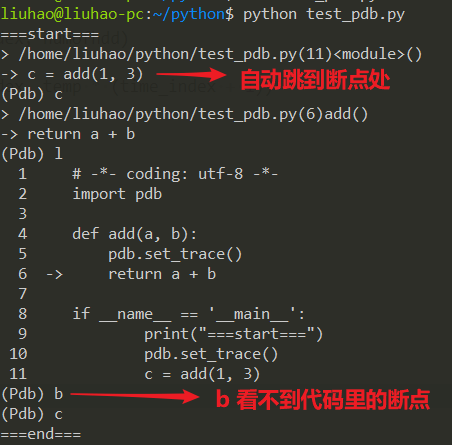 liuhao@liuhao-pc:~/python$ python test_pdb.py
===start===
> /home/liuhao/python/test_pdb.py(11)<module>()
-> c = add(1, 3) 自动跳到断点处
(Pdb) c
> /home/liuhao/python/test_pdb.py(6)add()
-> return a + b
(Pdb) l
  1     # -*- coding: utf-8 -*-
  2     import pdb
  3
  4     def add(a, b):
  5         pdb.set_trace()
  6  ->     return a + b
  7
  8     if __name__ == '__main__':
  9             print("===start===")
 10             pdb.set_trace()
 11             c = add(1, 3)
(Pdb) b b 看不到代码里的断点
(Pdb) c
===end===